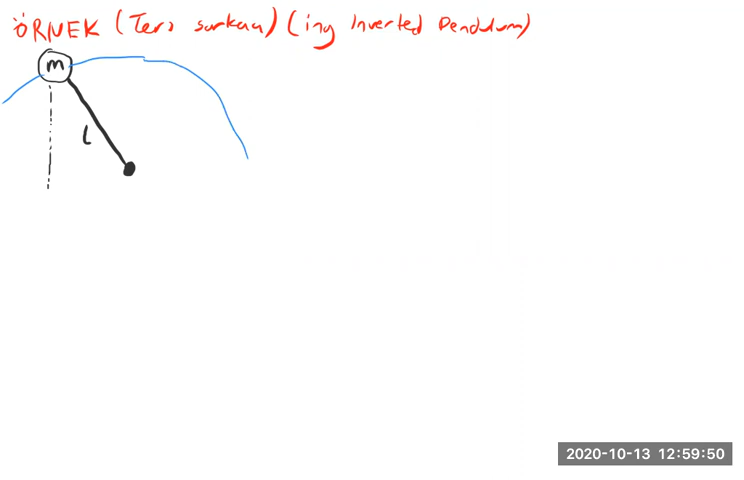 ÖRNEK (Ters sarkaç) (ing Inverted Pendulum)
m
l
2020-10-13 12:59:50